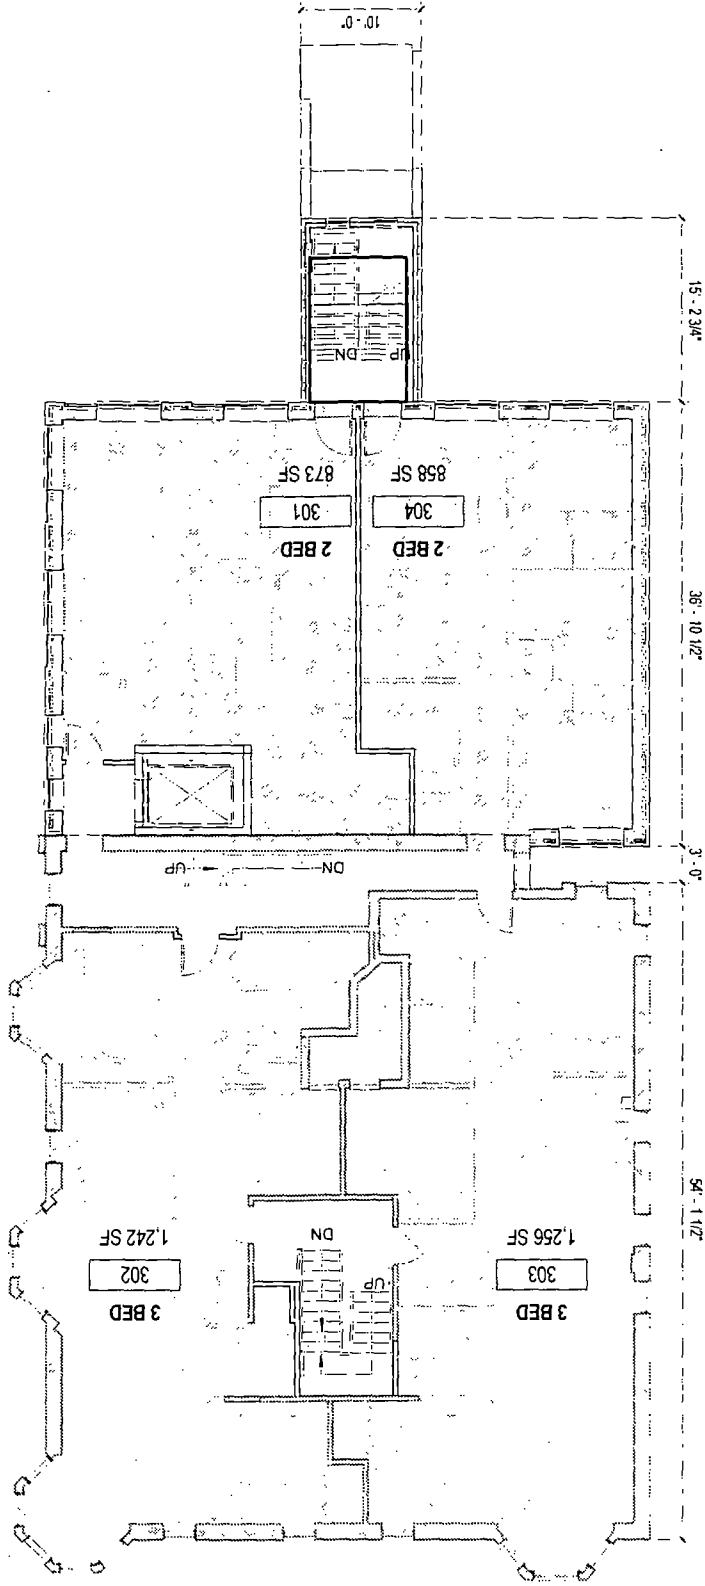 3 BED
303
1,256 SF
3 BED
302
1,242 SF
UP
DN
54' - 1 1/2"
3' - 0"
DN
UP
36' - 10 1/2"
2 BED
304
858 SF
2 BED
301
873 SF
UP
DN
15' - 2 3/4"
10' - 0"